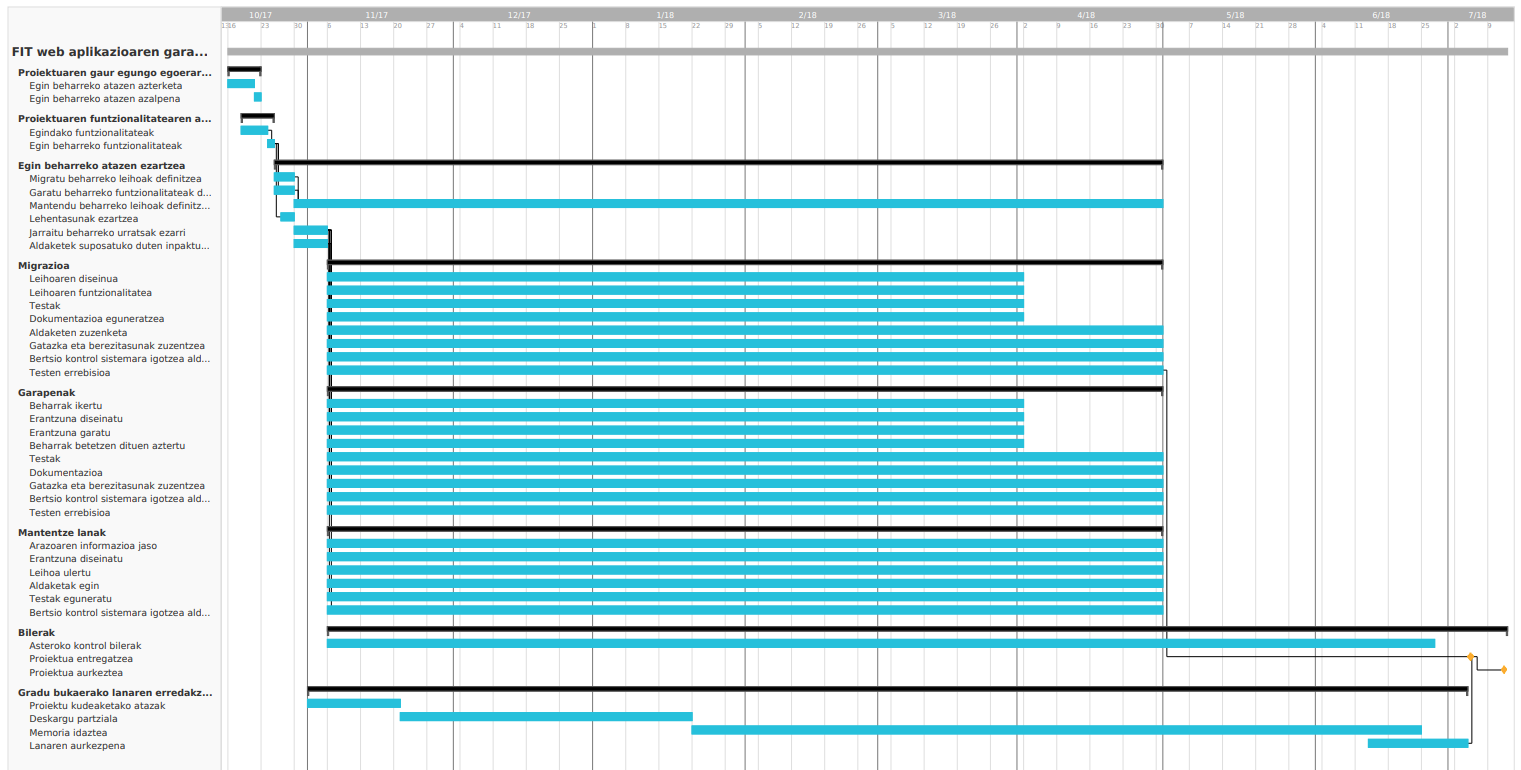 10/17 11/17 12/17 1/18 2/18 3/18 4/18 5/18 6/18 7/18
16 23 30 6 13 20 27 4 11 18 25 1 8 15 22 29 5 12 19 26 5 12 19 26 2 9 16 23 30 7 14 21 28 4 11 18 25 2 9
FIT web aplikazioaren gara...
Proiektuaren gaur egungo egoerar...
Egin beharreko atazen azterketa
Egin beharreko atazen azalpena
Proiektuaren funtzionalitatearen a...
Egindako funtzionalitateak
Egin beharreko funtzionalitateak
Egin beharreko atazen ezartzea
Migratu beharreko leihoak definitzea
Garatu beharreko funtzionalitateak d...
Mantendu beharreko leihoak definitz...
Lehentasunak ezartzea
Jarraitu beharreko urratsak ezarri
Aldaketek suposatuko duten inpaktu...
Migrazioa
Leihoaren diseinua
Leihoaren funtzionalitatea
Testak
Dokumentazioa eguneratzea
Aldaketen zuzenketa
Gatazka eta berezitasunak zuzentzea
Bertsio kontrol sistemara igotzea ald...
Testen errebisioa
Garapenak
Beharrak ikertu
Erantzuna diseinatu
Erantzuna garatu
Beharrak betetzen dituen aztertu
Testak
Dokumentazioa
Gatazka eta berezitasunak zuzentzea
Bertsio kontrol sistemara igotzea ald...
Testen errebisioa
Mantentze lanak
Arazoaren informazioa jaso
Erantzuna diseinatu
Leihoa ulertu
Aldaketak egin
Testak eguneratu
Bertsio kontrol sistemara igotzea ald...
Bilerak
Asteroko kontrol bilerak
Proiektua entregatzea
Proiektua aurkeztea
Gradu bukaerako lanaren erredakz...
Proiektu kudeaketako atazak
Deskargu partziala
Memoria idaztea
Lanaren aurkezpena